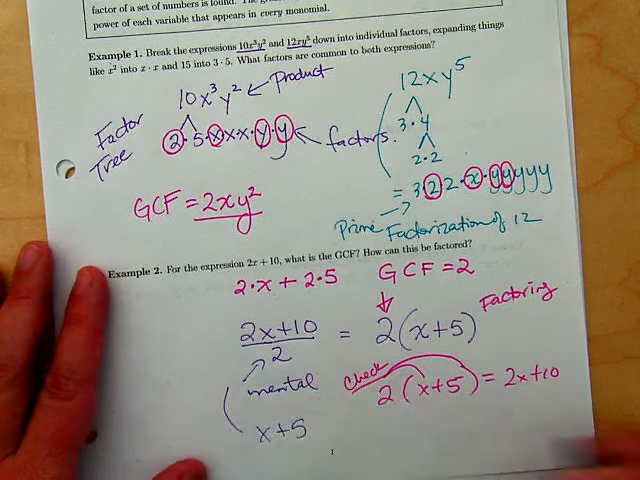 factor of a set of numbers is found. The
power of each variable that appears in every monomial.
Example 1. Break the expressions 10x³y² and 12xy⁵ down into individual factors, expanding things
like x² into x · x and 15 into 3 · 5. What factors are common to both expressions?
10x³y² ← Product
Factor
Tree
2·5·xxx·y·y ← factors.
GCF = 2xy²
12xy⁵
3·4
2·2
= 3·2·2·x·yyyyy
Prime Factorization of 12
Example 2. For the expression 2x + 10, what is the GCF? How can this be factored?
2·x + 2·5 GCF = 2
2x+10 = 2(x+5) Factoring
2
mental
x+5
Check 2(x+5) = 2x+10
1